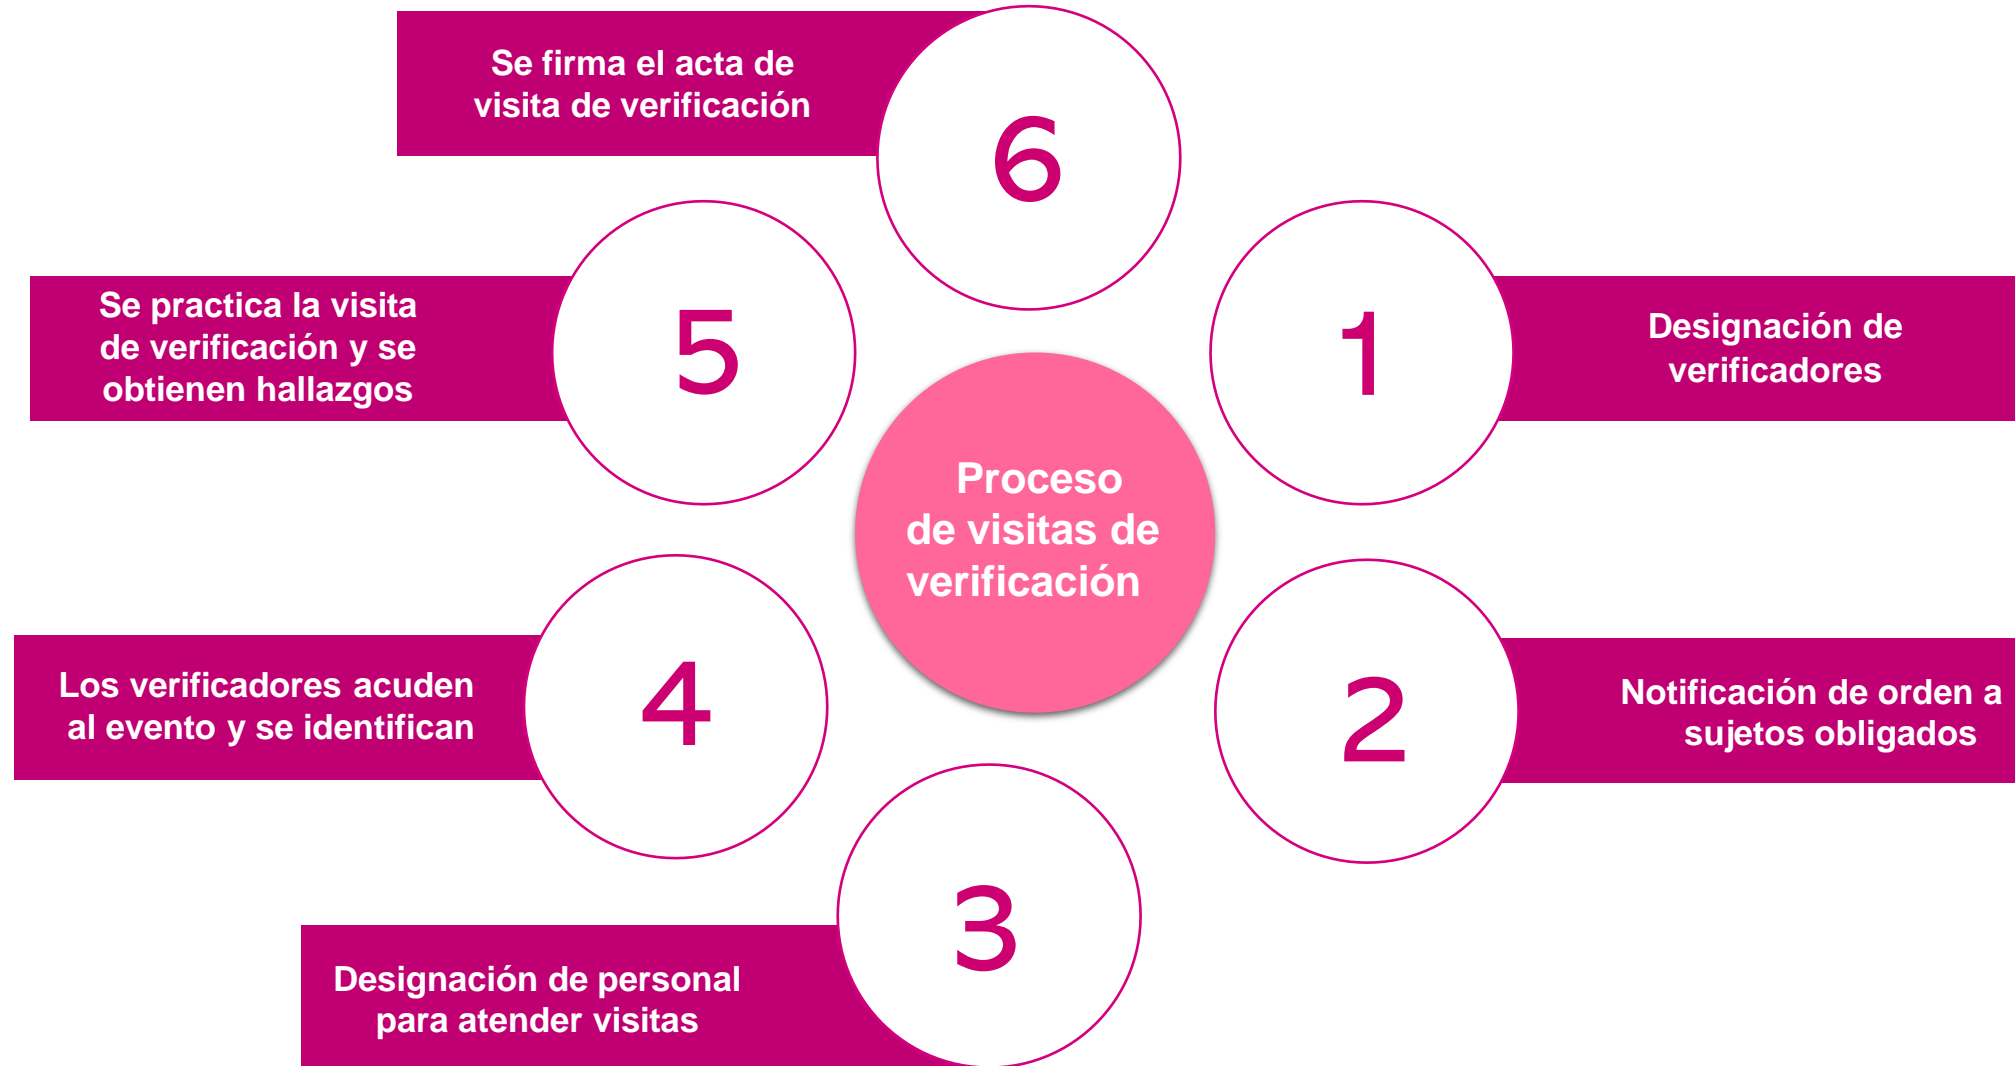 Se firma el acta de
visita de verificación
6
Se practica la visita
de verificación y se
obtienen hallazgos
5
1
Designación de
verificadores
Proceso
de visitas de
verificación
Los verificadores acuden
al evento y se identifican
4
2
Notificación de orden a
sujetos obligados
3
Designación de personal
para atender visitas